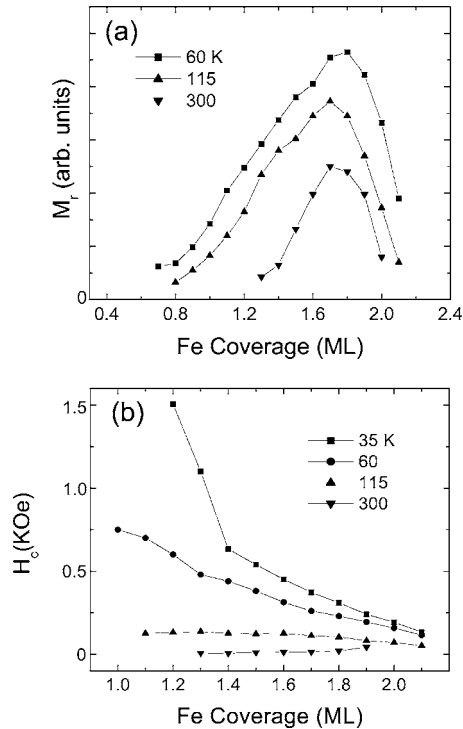 (a)
60 K
115
300
M_r (arb. units)
0
0.4 0.8 1.2 1.6 2.0 2.4
Fe Coverage (ML)
(b)
1.5
1.0
0.5
0
H_c(KOe)
35 K
60
115
300
1.0 1.2 1.4 1.6 1.8 2.0
Fe Coverage (ML)